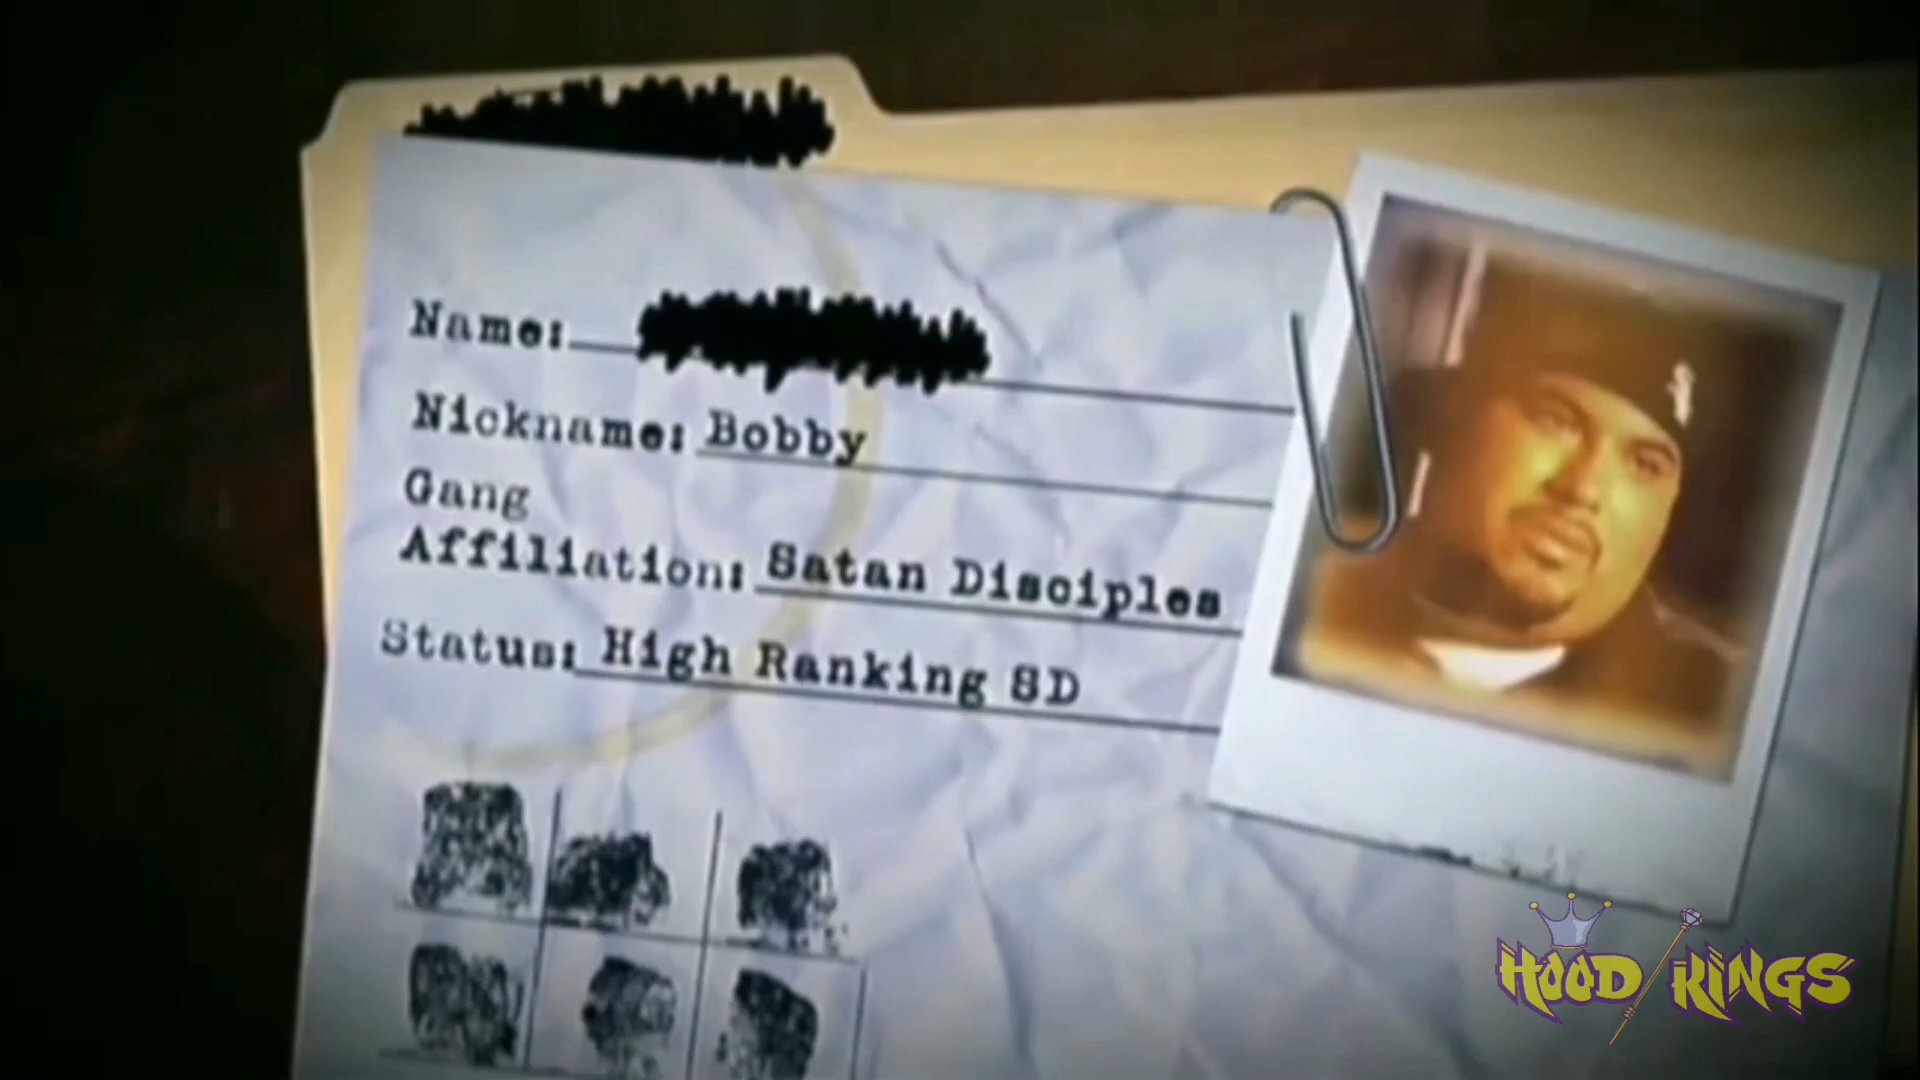 Name:
Nickname: Bobby
Gang
Affiliation: Satan Disciples
Status: High Ranking SD
HOOD KINGS